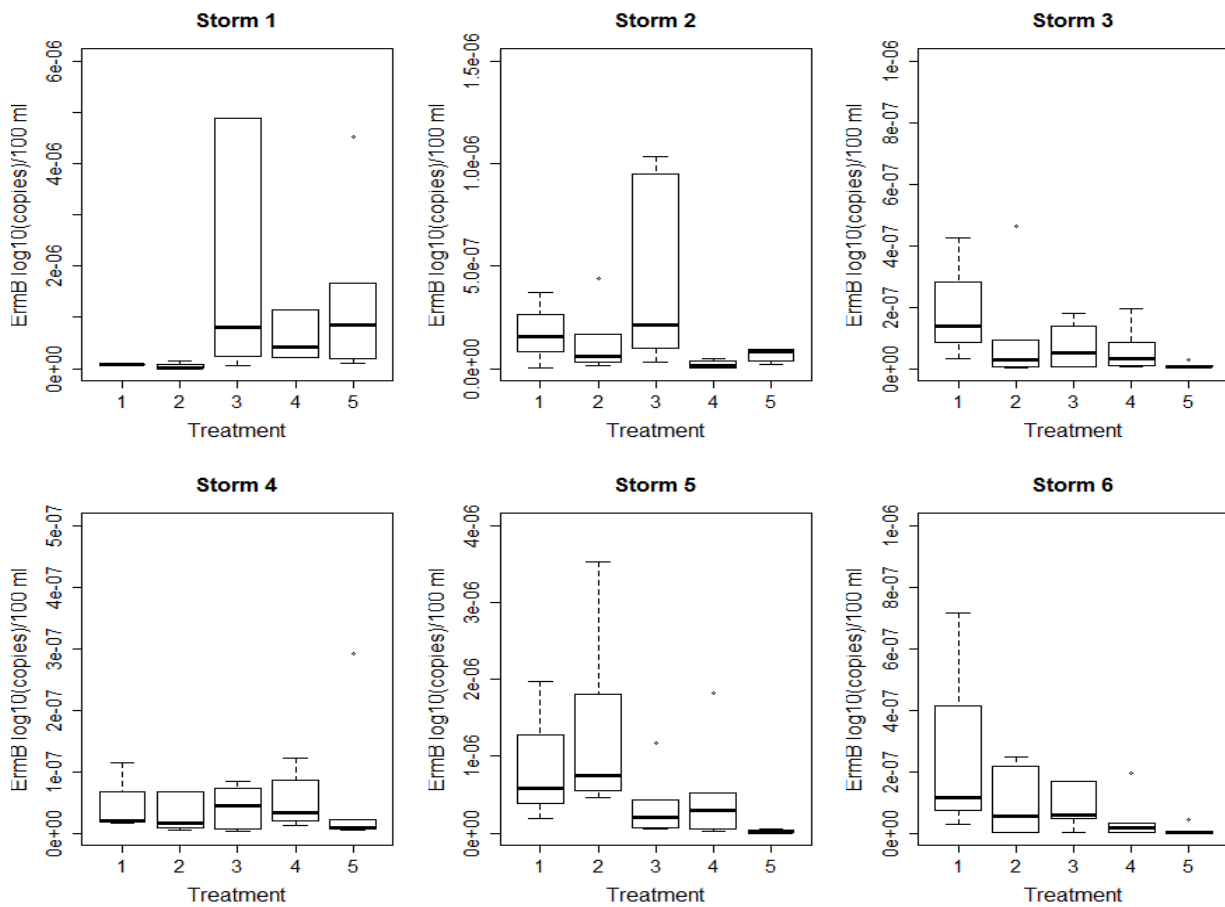 Storm 1
ErmB log10(copies)/100 ml
6e-06
4e-06
2e-06
0e+00
1 2 3 4 5
Treatment
Storm 2
ErmB log10(copies)/100 ml
1.5e-06
1.0e-06
5.0e-07
0.0e+00
1 2 3 4 5
Treatment
Storm 3
ErmB log10(copies)/100 ml
1e-06
8e-07
6e-07
4e-07
2e-07
0e+00
1 2 3 4 5
Treatment
Storm 4
ErmB log10(copies)/100 ml
5e-07
4e-07
3e-07
2e-07
1e-07
0e+00
1 2 3 4 5
Treatment
Storm 5
ErmB log10(copies)/100 ml
4e-06
3e-06
2e-06
1e-06
0e+00
1 2 3 4 5
Treatment
Storm 6
ErmB log10(copies)/100 ml
1e-06
8e-07
6e-07
4e-07
2e-07
0e+00
1 2 3 4 5
Treatment